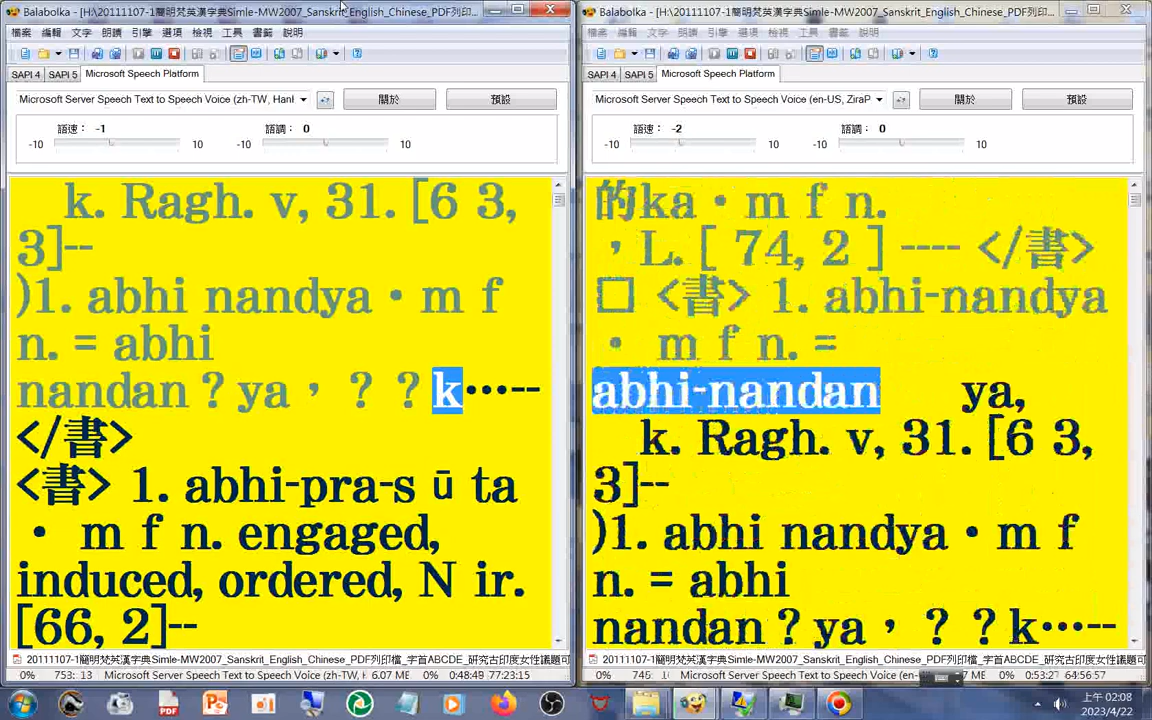 Balabolka - [H:\20111107-1簡明梵英漢字典Simle-MW2007_Sanskrit_English_Chinese_PDF列印...
檔案 編輯 文字 朗讀 引擎 選項 檢視 工具 書籤 說明
SAPI 4 SAPI 5 Microsoft Speech Platform
Microsoft Server Speech Text to Speech Voice (zh-TW, HanH 關於 預設
語速： -1 語調： 0
-10 10 -10 10
k. Ragh. v, 31. [6 3,
3]--
)1. abhi nandya • m f
n. = abhi
nandan ? ya， ? ? k…--
</書>
<書> 1. abhi-pra-s ū ta
• m f n. engaged,
induced, ordered, N ir.
[66, 2]--
20111107-1簡明梵英漢字典Simle-MW2007_Sanskrit_English_Chinese_PDF列印檔_字首ABCDE_研究古印度女性議題可
0% 753: 13 Microsoft Server Speech Text to Speech Voice (zh-TW, H 6.07 ME 0% 0:48:49 77:23:15
Balabolka - [H:\20111107-1簡明梵英漢字典Simle-MW2007_Sanskrit_English_Chinese_PDF列印...
檔案 編輯 文字 朗讀 引擎 選項 檢視 工具 書籤 說明
SAPI 4 SAPI 5 Microsoft Speech Platform
Microsoft Server Speech Text to Speech Voice (en-US, ZiraP 關於 預設
語速： -2 語調： 0
-10 10 -10 10
的ka • m f n.
，L. [ 74, 2 ] ---- </書>
□ <書> 1. abhi-nandya
• m f n. =
abhi-nandan ya,
k. Ragh. v, 31. [6 3,
3]--
)1. abhi nandya • m f
n. = abhi
nandan ? ya， ? ? k…--
20111107-1簡明梵英漢字典Simle-MW2007_Sanskrit_English_Chinese_PDF列印檔_字首ABCDE_研究古印度女性議題可
0% 745 Microsoft Server Speech Text to Speech Voice (en-US, 6.07 ME 0% 0:53:27 64:56:57
PDF
上午 02:08
2023/4/22